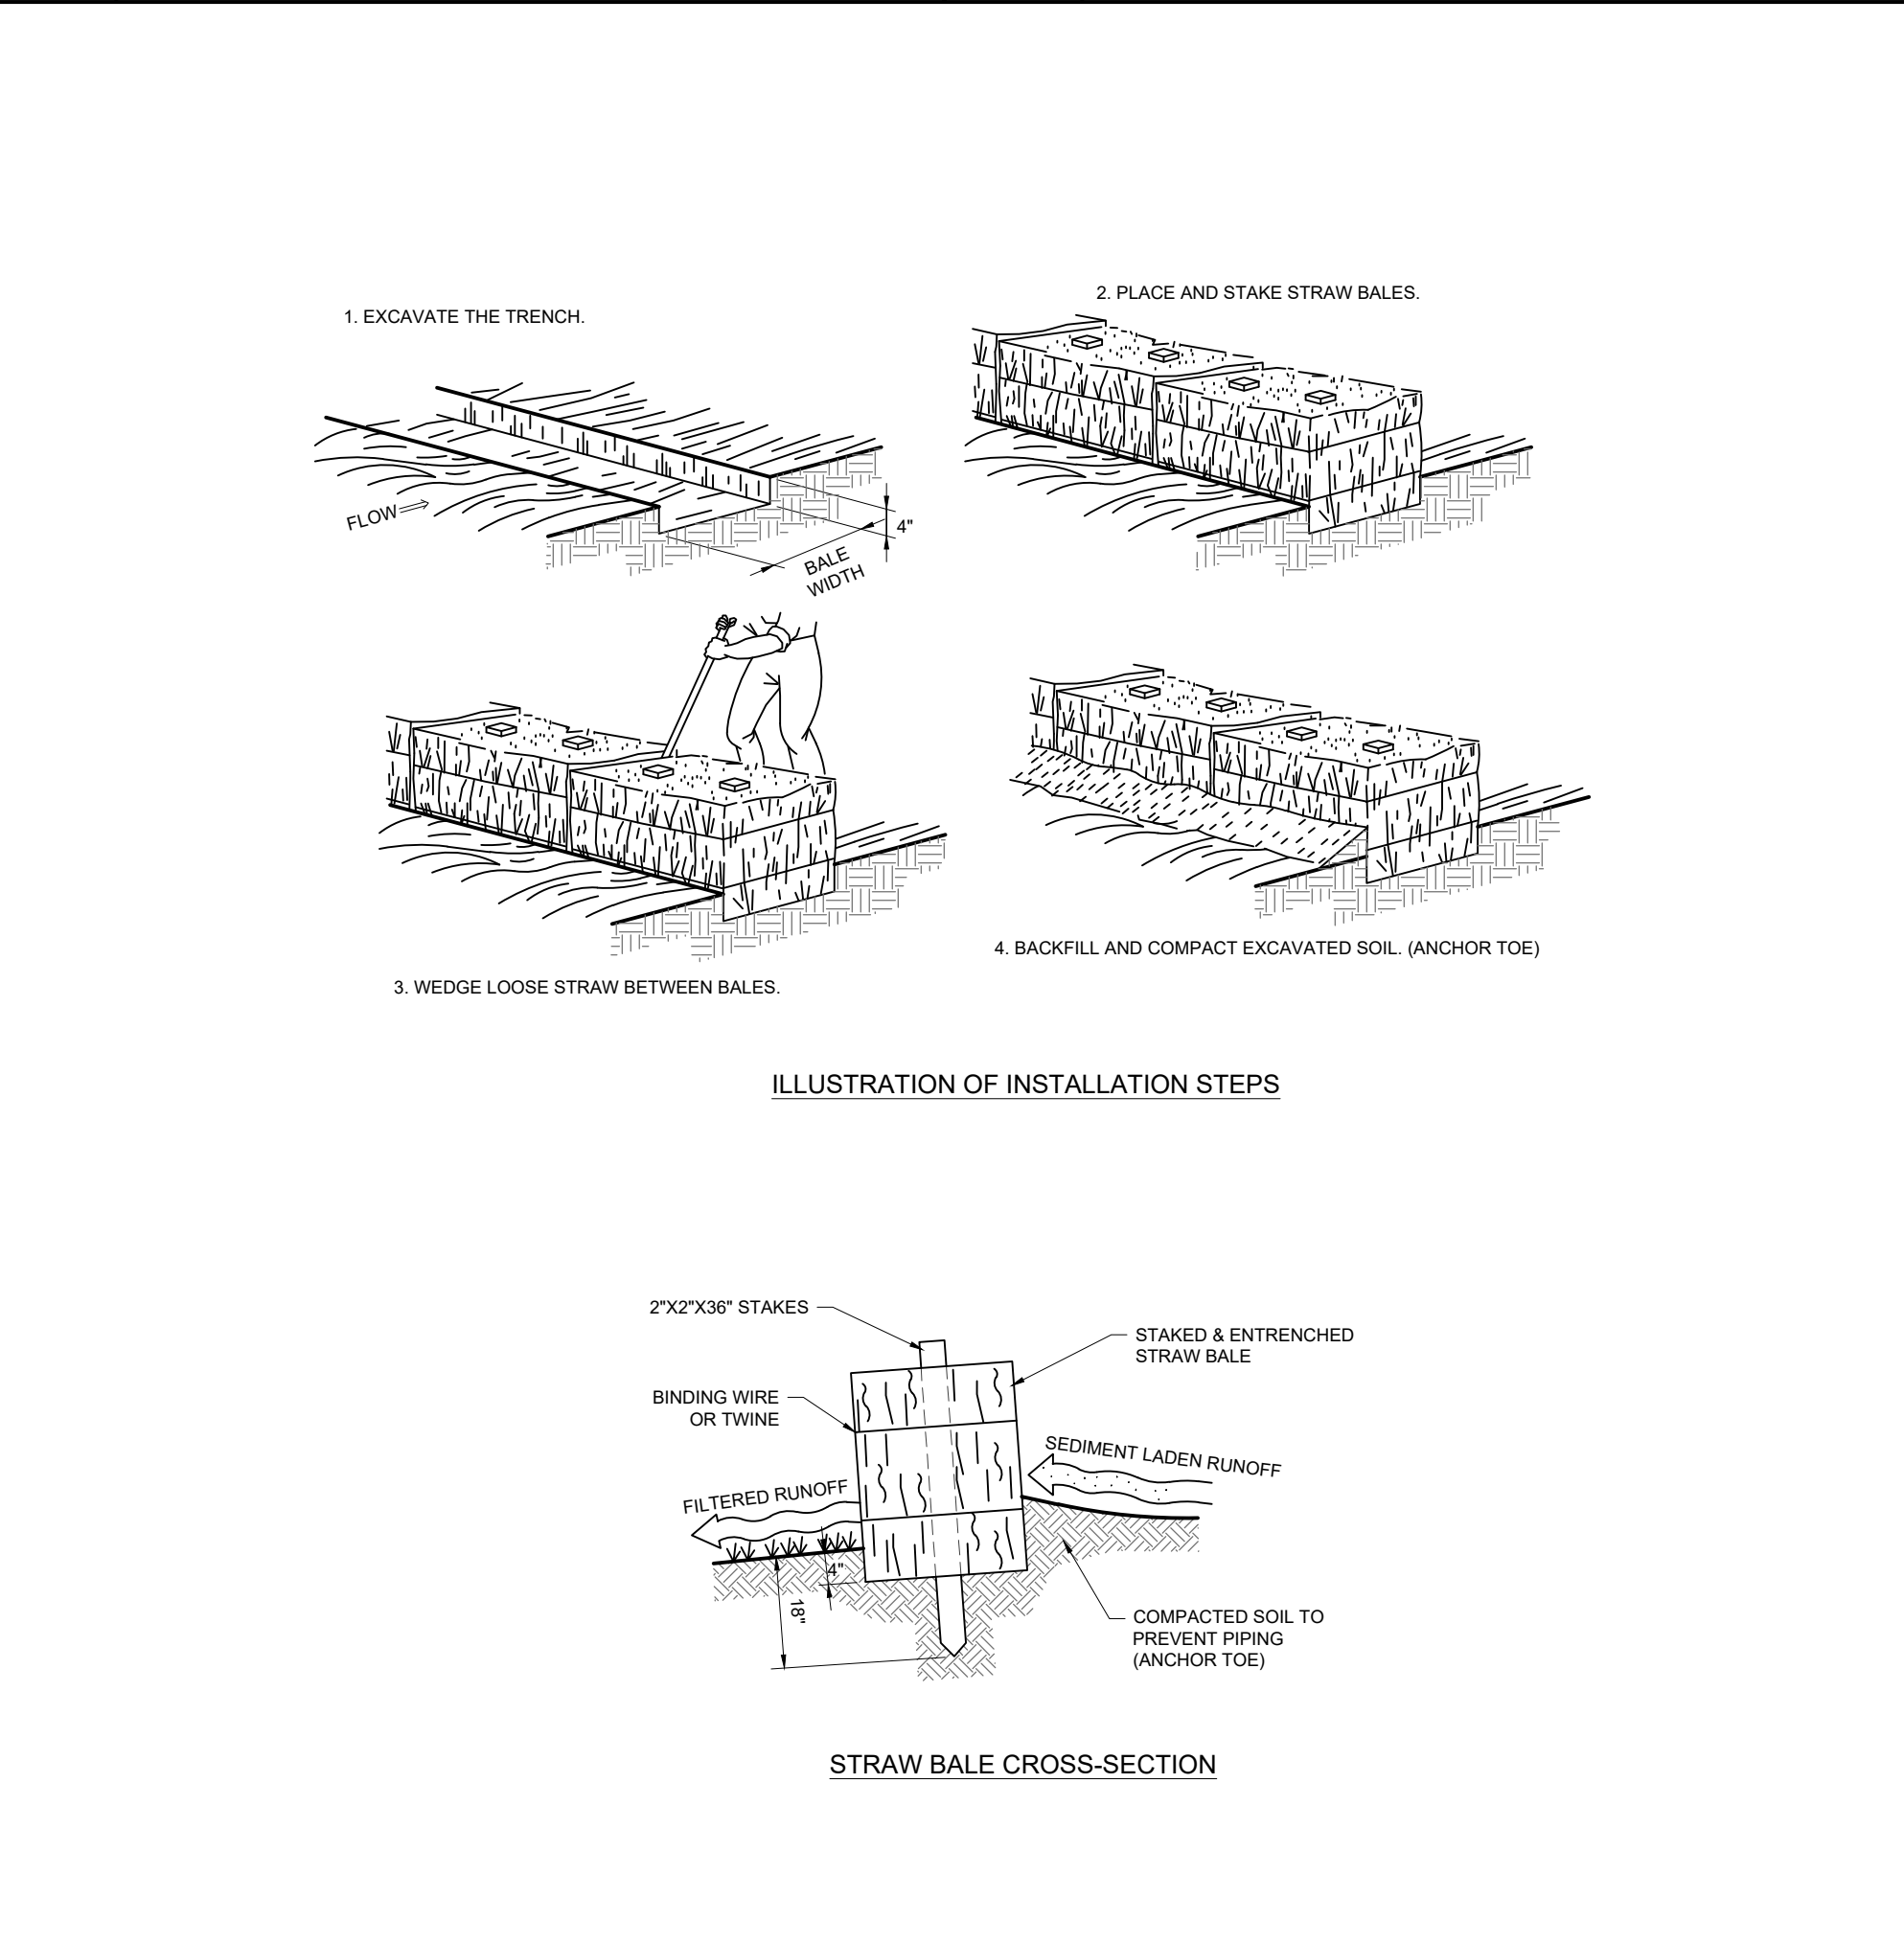 1. EXCAVATE THE TRENCH.
2. PLACE AND STAKE STRAW BALES.
FLOW
4"
BALE
WIDTH
3. WEDGE LOOSE STRAW BETWEEN BALES.
4. BACKFILL AND COMPACT EXCAVATED SOIL. (ANCHOR TOE)
ILLUSTRATION OF INSTALLATION STEPS
2"X2"X36" STAKES
STAKED & ENTRENCHED
STRAW BALE
BINDING WIRE
OR TWINE
SEDIMENT LADEN RUNOFF
FILTERED RUNOFF
4"
18"
COMPACTED SOIL TO
PREVENT PIPING
(ANCHOR TOE)
STRAW BALE CROSS-SECTION